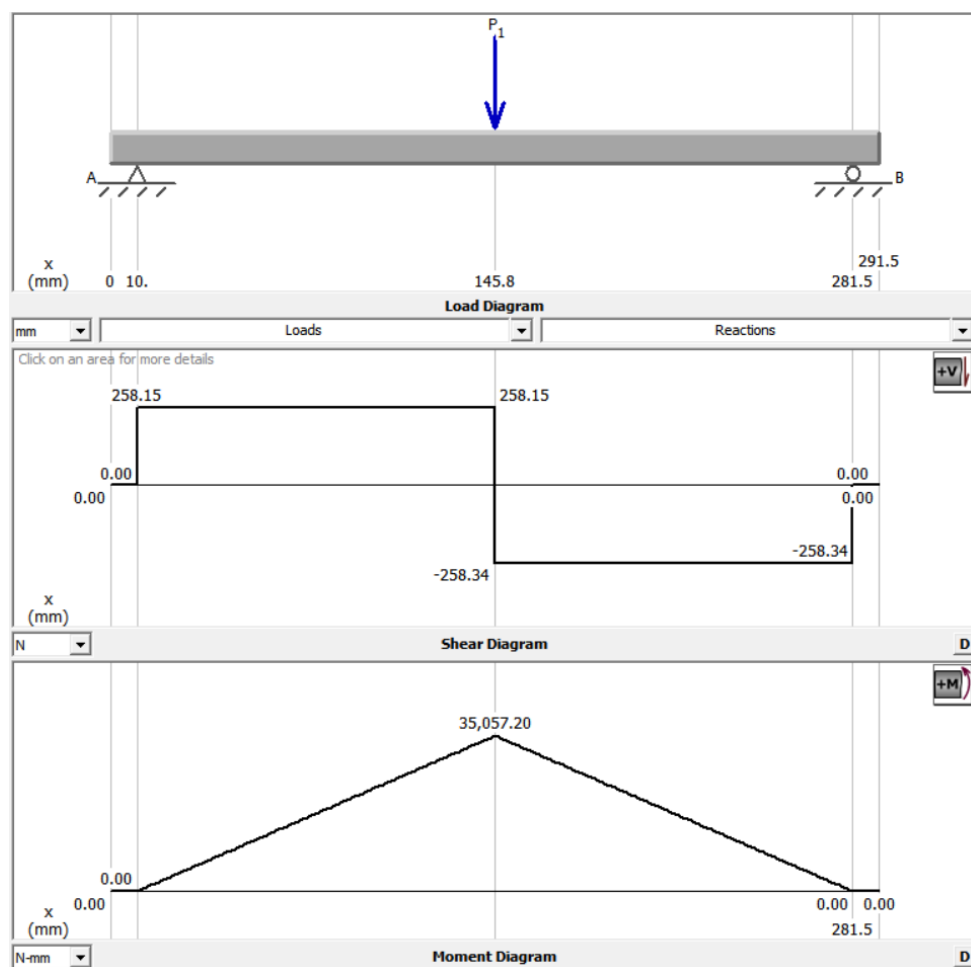 P1
A
B
x
(mm)
0 10. 145.8 281.5 291.5
Load Diagram
mm Loads Reactions
Click on an area for more details
+V
258.15 258.15
0.00 0.00
0.00 0.00
-258.34 -258.34
x
(mm)
N Shear Diagram D
+M
35,057.20
0.00
0.00 0.00 0.00
x
(mm) 281.5
N-mm Moment Diagram D